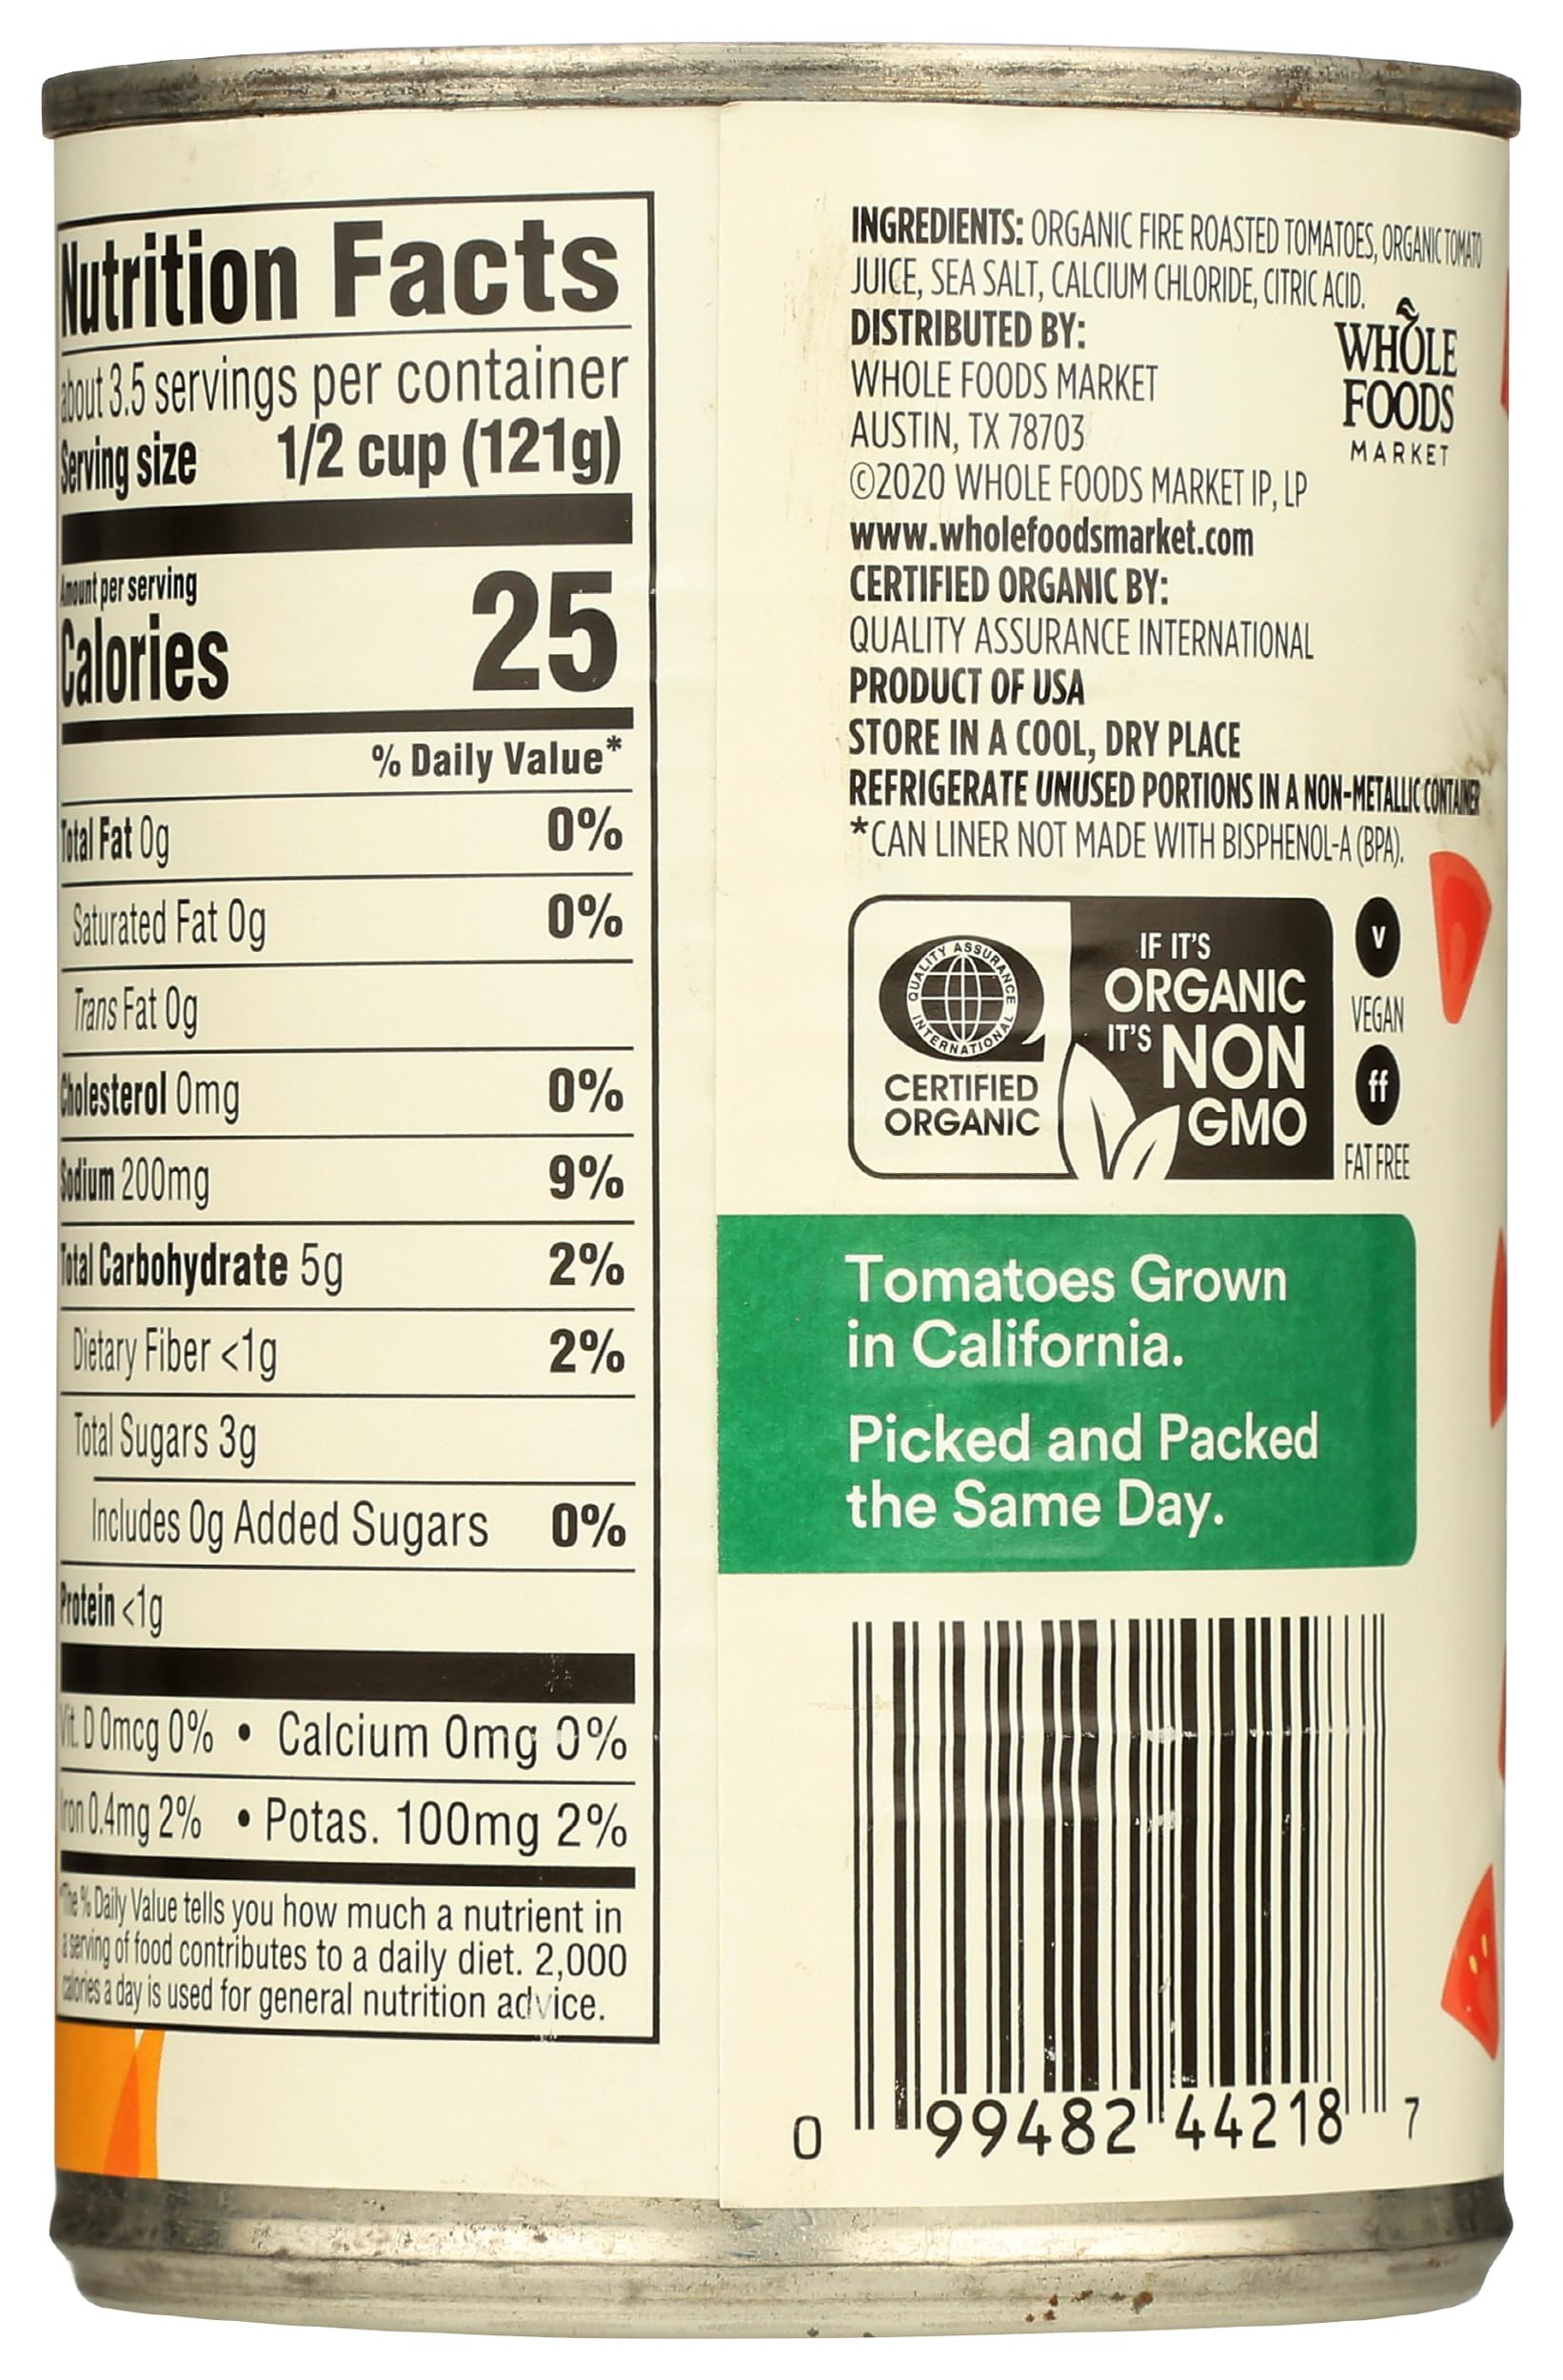 Nutrition Facts
about 3.5 servings per container
Serving size 1/2 cup (121g)
Amount per serving
Calories 25
% Daily Value*
Total Fat 0g 0%
Saturated Fat 0g 0%
Trans Fat 0g
Cholesterol 0mg 0%
Sodium 200mg 9%
Total Carbohydrate 5g 2%
Dietary Fiber <1g 2%
Total Sugars 3g
Includes 0g Added Sugars 0%
Protein <1g
Vit. D 0mcg 0% • Calcium 0mg 0%
Iron 0.4mg 2% • Potas. 100mg 2%
*The % Daily Value tells you how much a nutrient in
a serving of food contributes to a daily diet. 2,000
calories a day is used for general nutrition advice.
INGREDIENTS: ORGANIC FIRE ROASTED TOMATOES, ORGANIC TOMATO
JUICE, SEA SALT, CALCIUM CHLORIDE, CITRIC ACID.
DISTRIBUTED BY:
WHOLE FOODS MARKET
AUSTIN, TX 78703
©2020 WHOLE FOODS MARKET IP, LP
www.wholefoodsmarket.com
CERTIFIED ORGANIC BY:
QUALITY ASSURANCE INTERNATIONAL
PRODUCT OF USA
STORE IN A COOL, DRY PLACE
REFRIGERATE UNUSED PORTIONS IN A NON-METALLIC CONTAINER
*CAN LINER NOT MADE WITH BISPHENOL-A (BPA).
WHOLE
FOODS
MARKET
QUALITY ASSURANCE
INTERNATIONAL
CERTIFIED
ORGANIC
IF IT'S
ORGANIC
IT'S NON
GMO
V
VEGAN
ff
FAT FREE
Tomatoes Grown
in California.
Picked and Packed
the Same Day.
0 99482 44218 7